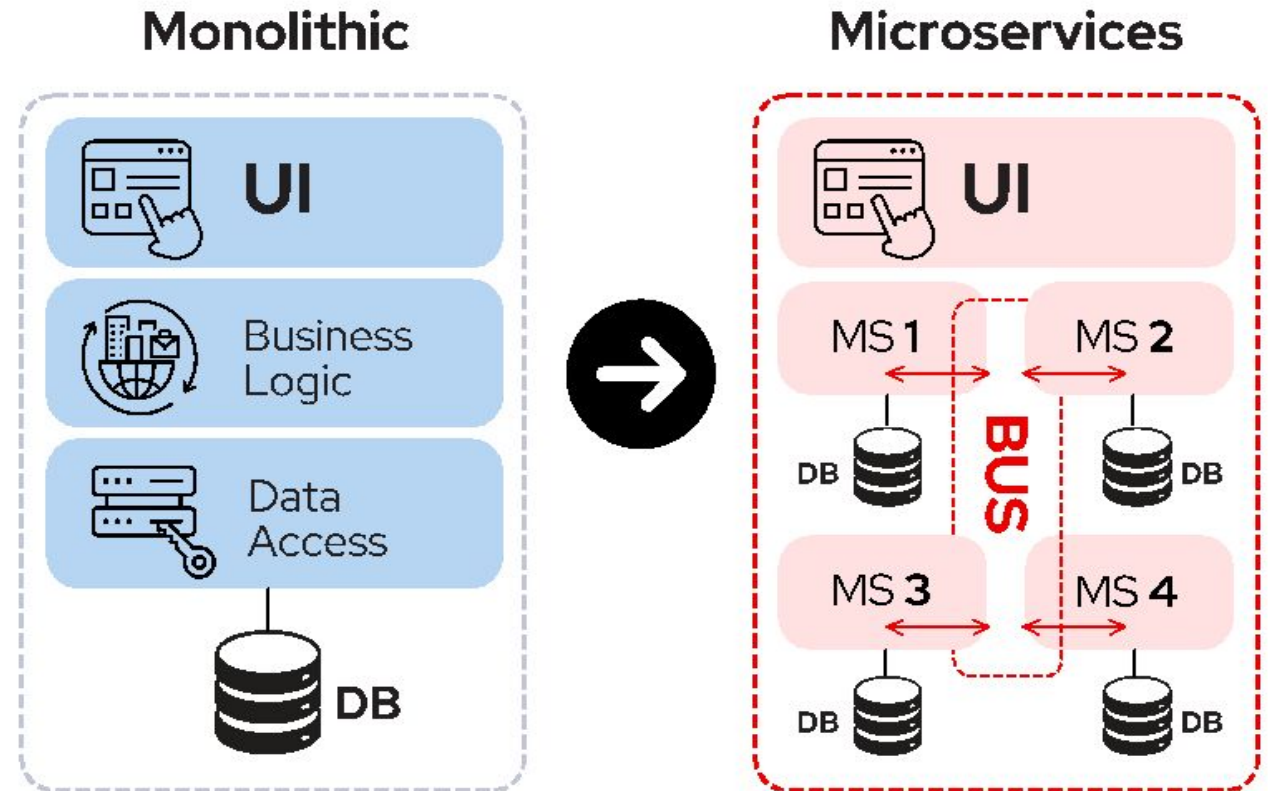 Monolithic
UI
Business
Logic
Data
Access
DB
Microservices
UI
MS 1
MS 2
BUS
DB
DB
MS 3
MS 4
DB
DB